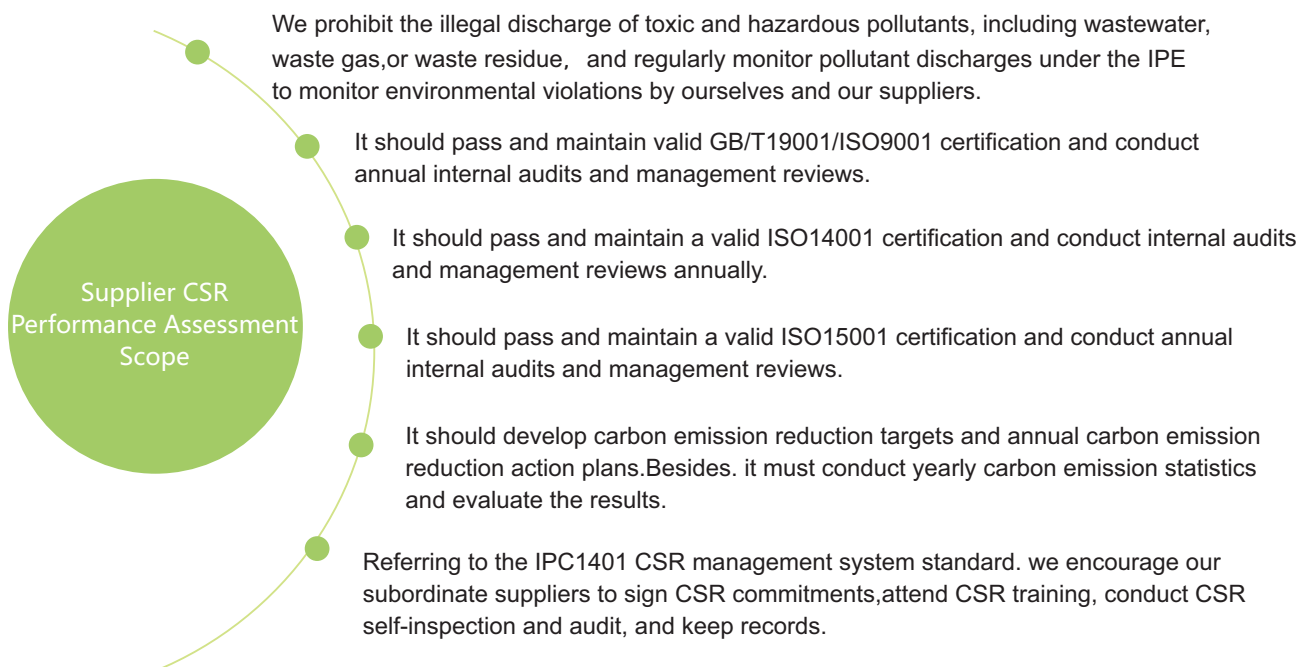 We prohibit the illegal discharge of toxic and hazardous pollutants, including wastewater,
waste gas,or waste residue， and regularly monitor pollutant discharges under the IPE
to monitor environmental violations by ourselves and our suppliers.
It should pass and maintain valid GB/T19001/ISO9001 certification and conduct
annual internal audits and management reviews.
It should pass and maintain a valid ISO14001 certification and conduct internal audits
and management reviews annually.
Supplier CSR
Performance Assessment
Scope
It should pass and maintain a valid ISO15001 certification and conduct annual
internal audits and management reviews.
It should develop carbon emission reduction targets and annual carbon emission
reduction action plans.Besides. it must conduct yearly carbon emission statistics
and evaluate the results.
Referring to the IPC1401 CSR management system standard. we encourage our
subordinate suppliers to sign CSR commitments,attend CSR training, conduct CSR
self-inspection and audit, and keep records.